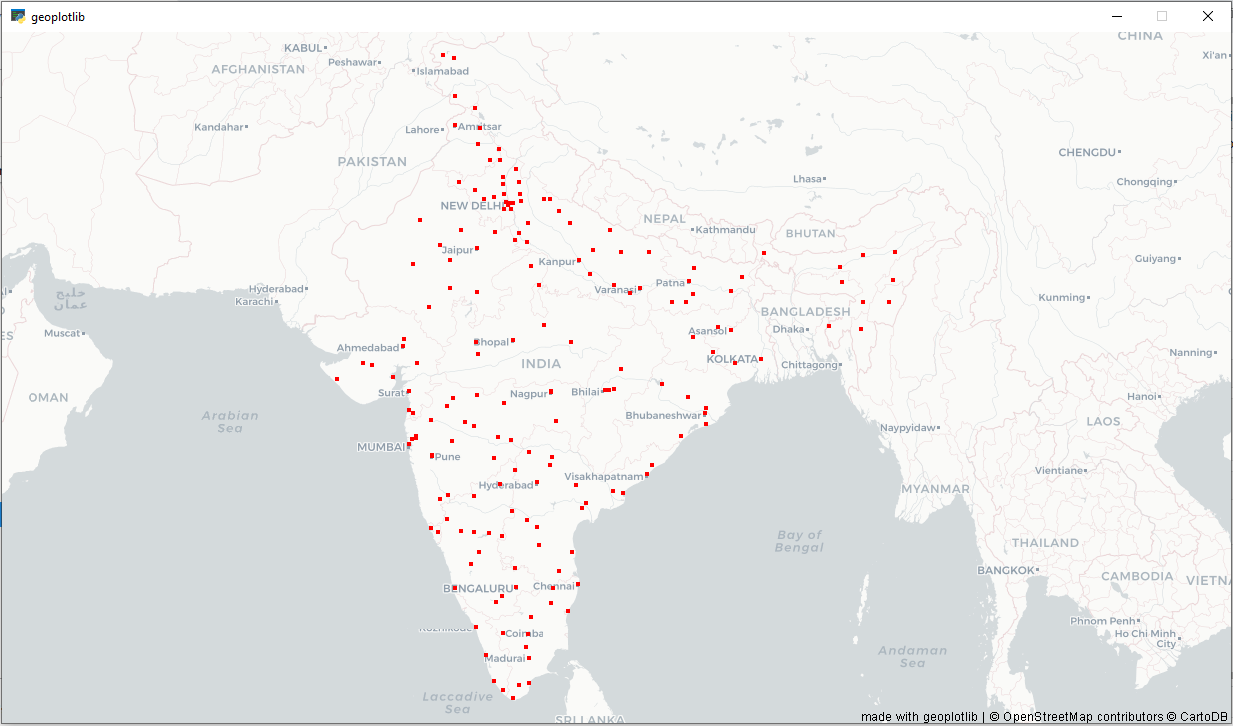 geoplotlib
CHINA
KABUL
Xi'an
Peshawar
AFGHANISTAN
Islamabad
Kandahar
Lahore
Amritsar
PAKISTAN
CHENGDU
Lhasa
Chongqing
NEW DELHI
NEPAL
Kathmandu
BHUTAN
Jaipur
Kanpur
Guiyang
خليج
عمان
Hyderabad
Karachi
Patna
Varanasi
Kunming
BANGLADESH
Muscat
Asansol
Dhaka
Ahmedabad
Bhopal
Nanning
INDIA
KOLKATA
Chittagong
OMAN
Surat
Nagpur
Bhilai
Hanoi
Arabian
Sea
Bhubaneshwar
LAOS
Naypyidaw
MUMBAI
Pune
Vientiane
Hyderabad
Visakhapatnam
MYANMAR
Bay of
Bengal
THAILAND
BANGKOK
CAMBODIA
VIETNA
BENGALURU
Chennai
Phnom Penh
Kozhikode
Coimba
Ho Chi Minh
City
Madurai
Andaman
Sea
Laccadive
Sea
SRI LANKA
made with geoplotlib | © OpenStreetMap contributors © CartoDB